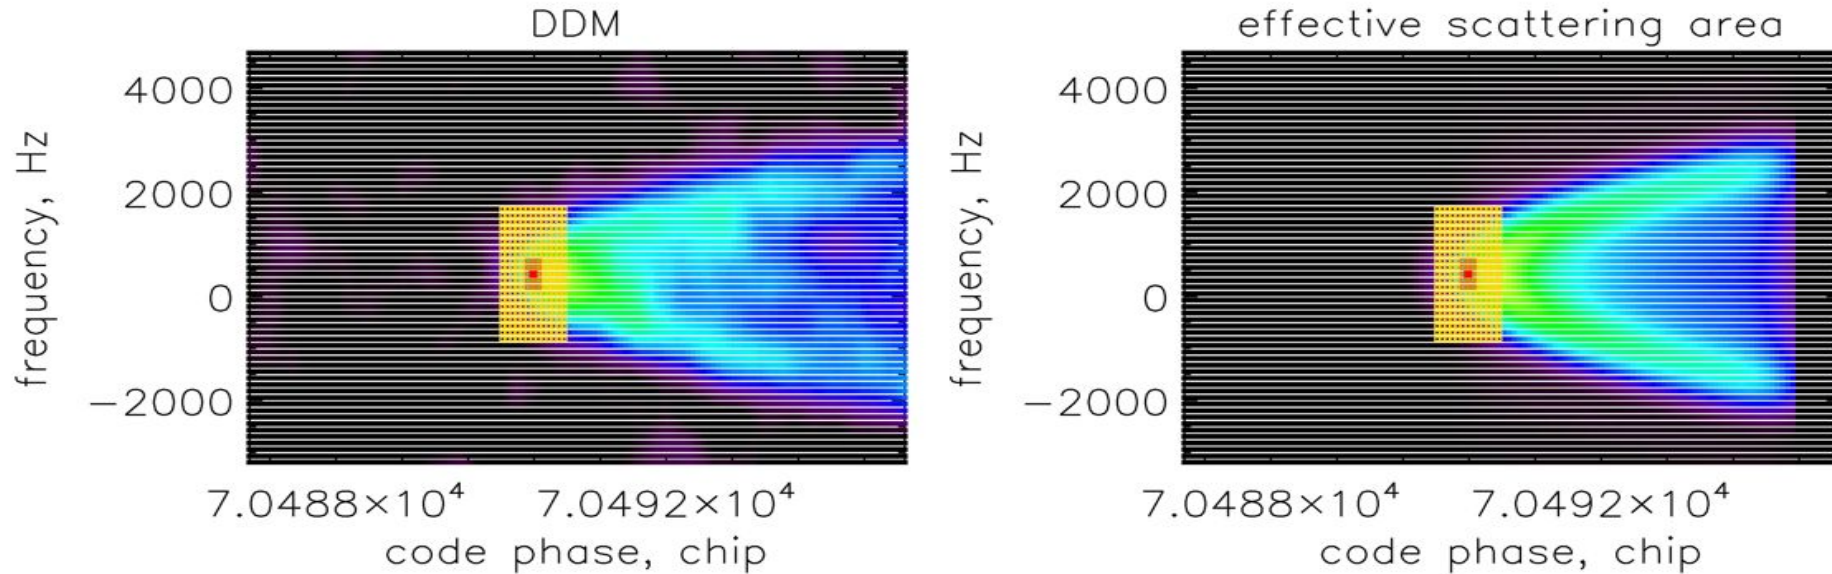 DDM
frequency, Hz
4000
2000
0
−2000
7.0488×10⁴ 7.0492×10⁴
code phase, chip
effective scattering area
frequency, Hz
4000
2000
0
−2000
7.0488×10⁴ 7.0492×10⁴
code phase, chip